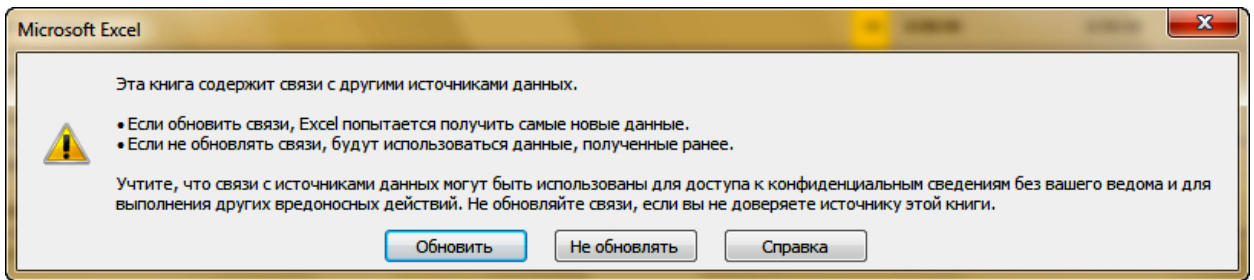 Microsoft Excel
Эта книга содержит связи с другими источниками данных.
• Если обновить связи, Excel попытается получить самые новые данные.
• Если не обновлять связи, будут использоваться данные, полученные ранее.
Учтите, что связи с источниками данных могут быть использованы для доступа к конфиденциальным сведениям без вашего ведома и для
выполнения других вредоносных действий. Не обновляйте связи, если вы не доверяете источнику этой книги.
Обновить Не обновлять Справка